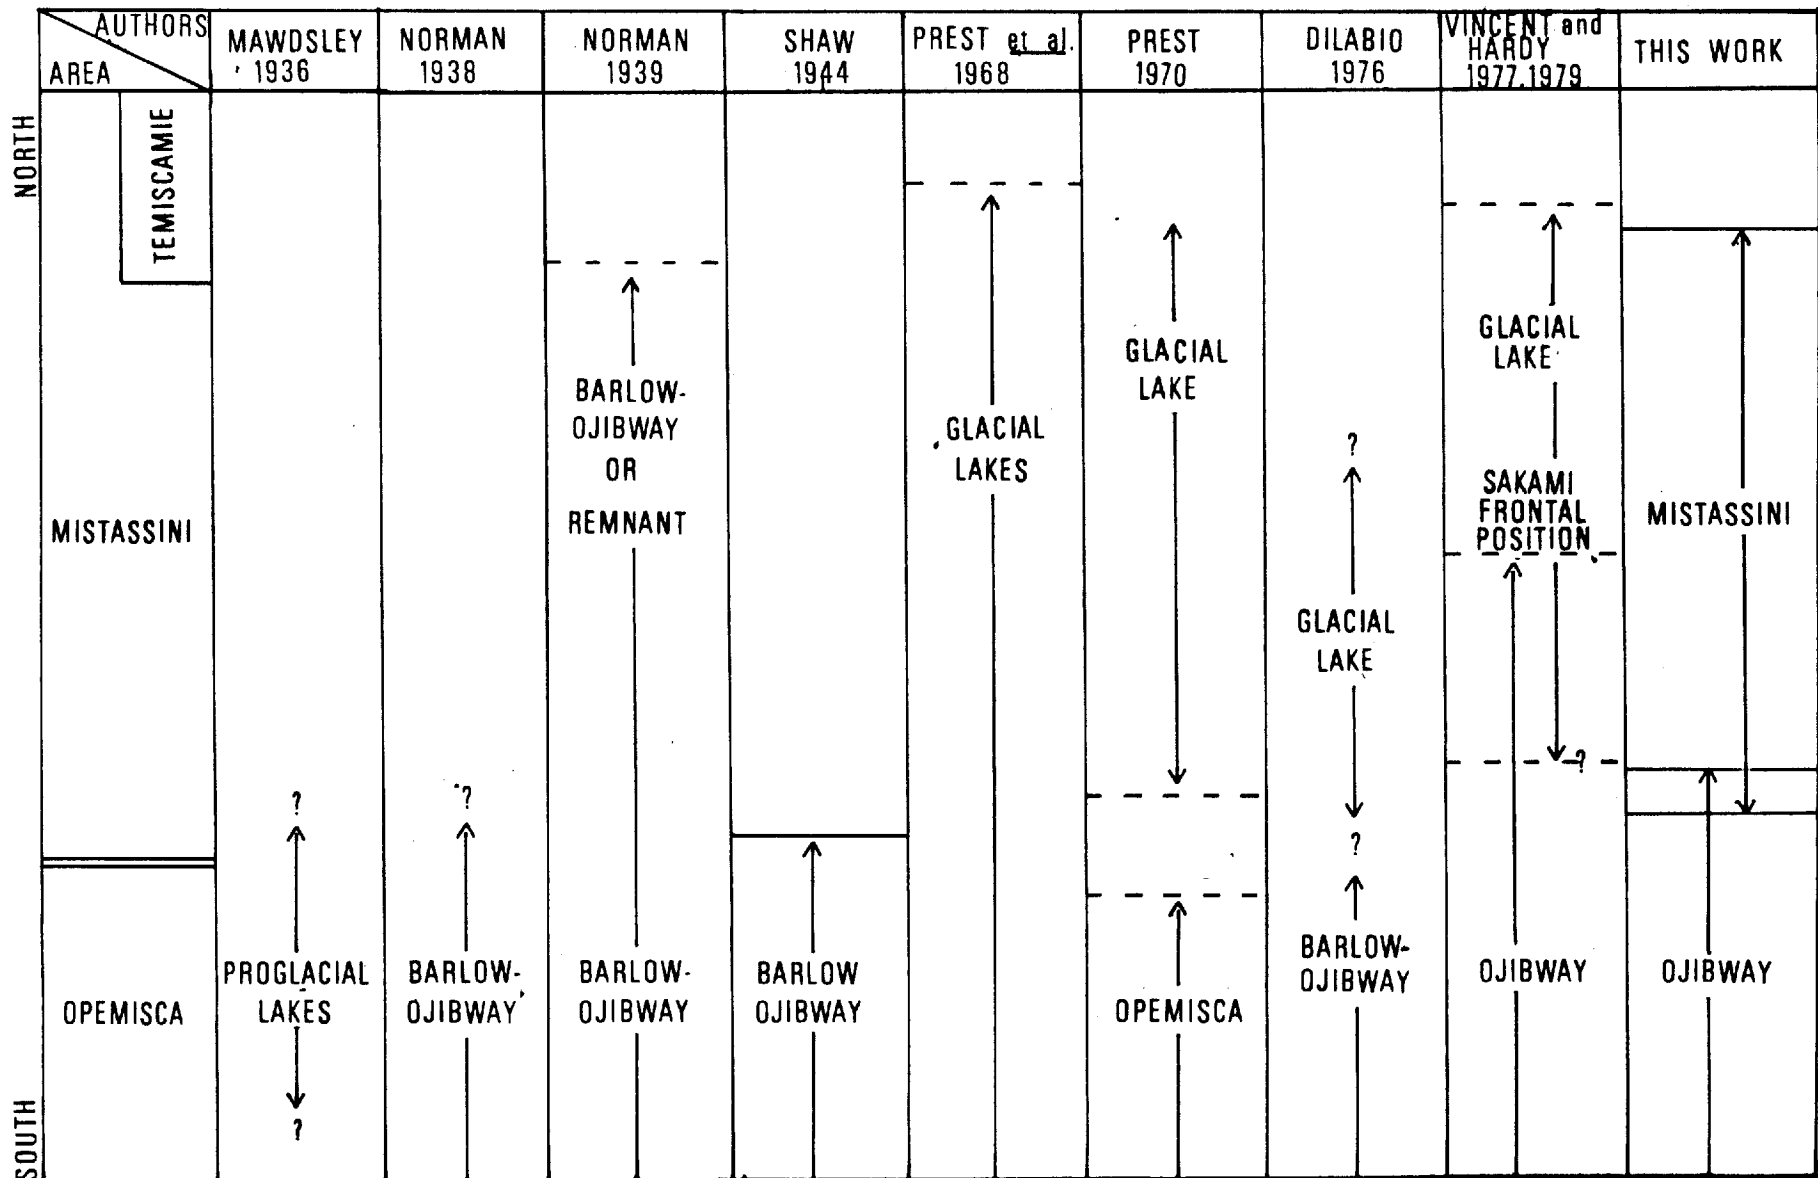 AUTHORS
AREA
MAWDSLEY
1936
NORMAN
1938
NORMAN
1939
SHAW
1944
PREST et al.
1968
PREST
1970
DILABIO
1976
VINCENT and
HARDY
1977.1979
THIS WORK
NORTH
SOUTH
TEMISCAMIE
MISTASSINI
OPEMISCA
?
PROGLACIAL
LAKES
?
?
BARLOW-
OJIBWAY
BARLOW-
OJIBWAY
OR
REMNANT
BARLOW-
OJIBWAY
BARLOW
OJIBWAY
GLACIAL
LAKES
GLACIAL
LAKE
OPEMISCA
?
GLACIAL
LAKE
?
BARLOW-
OJIBWAY
GLACIAL
LAKE
SAKAMI
FRONTAL
POSITION
?
OJIBWAY
MISTASSINI
OJIBWAY